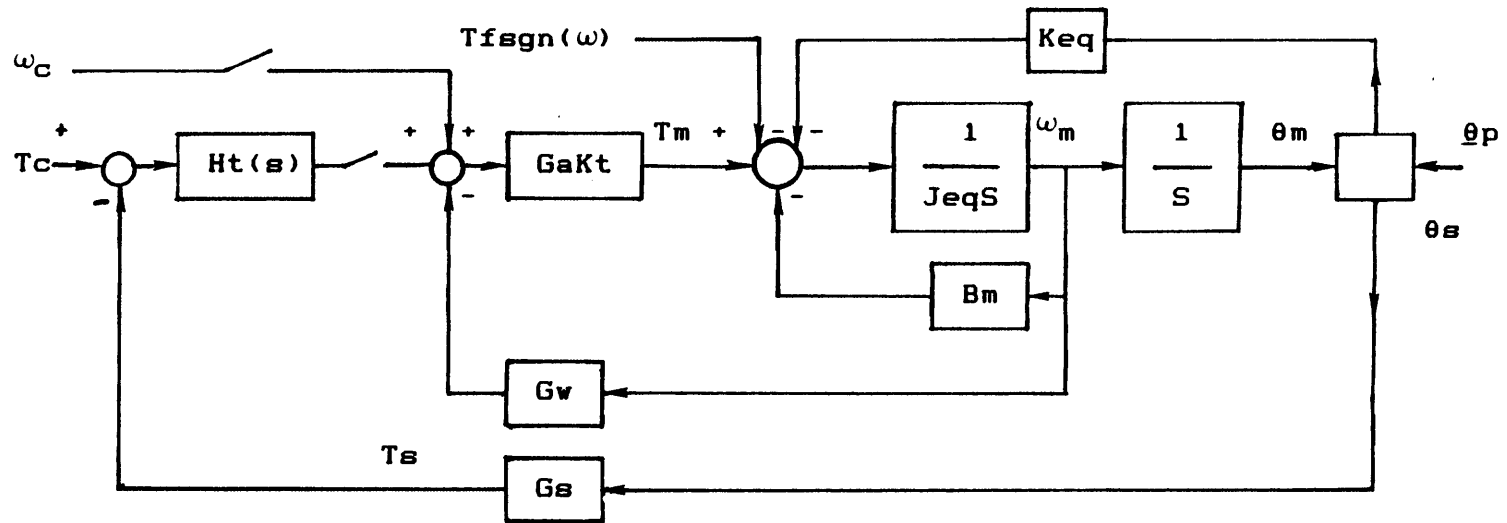 Tfsgn(ω)
Keq
ωc
+
Tc
-
Ht(s)
+
+
-
GaKt
Tm
+
-
-
-
1
JeqS
ωm
1
S
θm
θp
θs
Bm
Gw
Ts
Gs